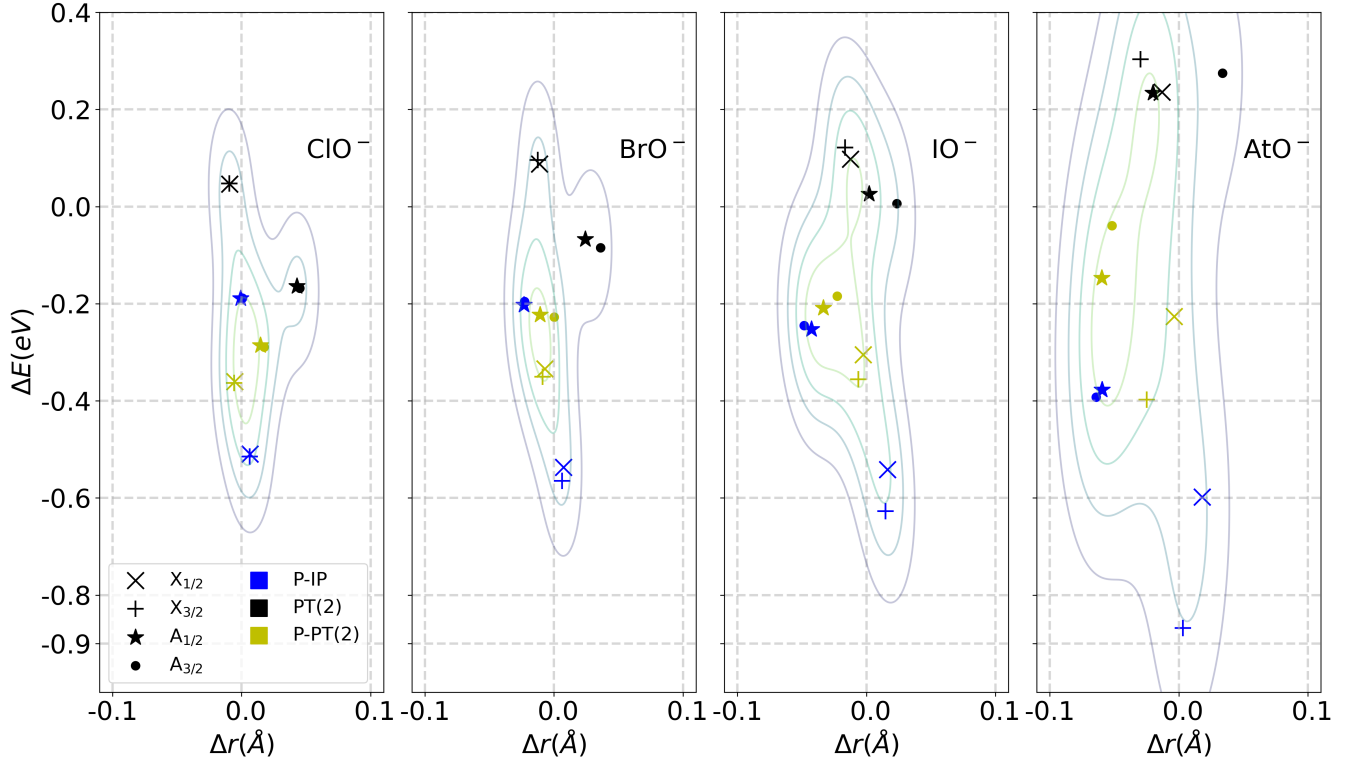 ΔE(eV)
0.4
0.2
0.0
-0.2
-0.4
-0.6
-0.8
-0.9
ClO⁻
BrO⁻
IO⁻
AtO⁻
X₁/₂
X₃/₂
A₁/₂
A₃/₂
P-IP
PT(2)
P-PT(2)
-0.1 0.0 0.1
-0.1 0.0 0.1
-0.1 0.0 0.1
-0.1 0.0 0.1
Δr(Å)
Δr(Å)
Δr(Å)
Δr(Å)